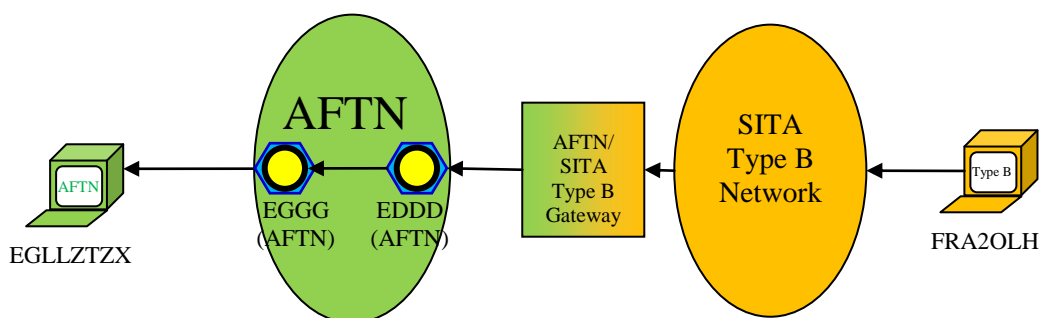 AFTN
AFTN
EGLLZTZX
EGGG
(AFTN)
EDDD
(AFTN)
AFTN/
SITA
Type B
Gateway
SITA
Type B
Network
Type B
FRA2OLH